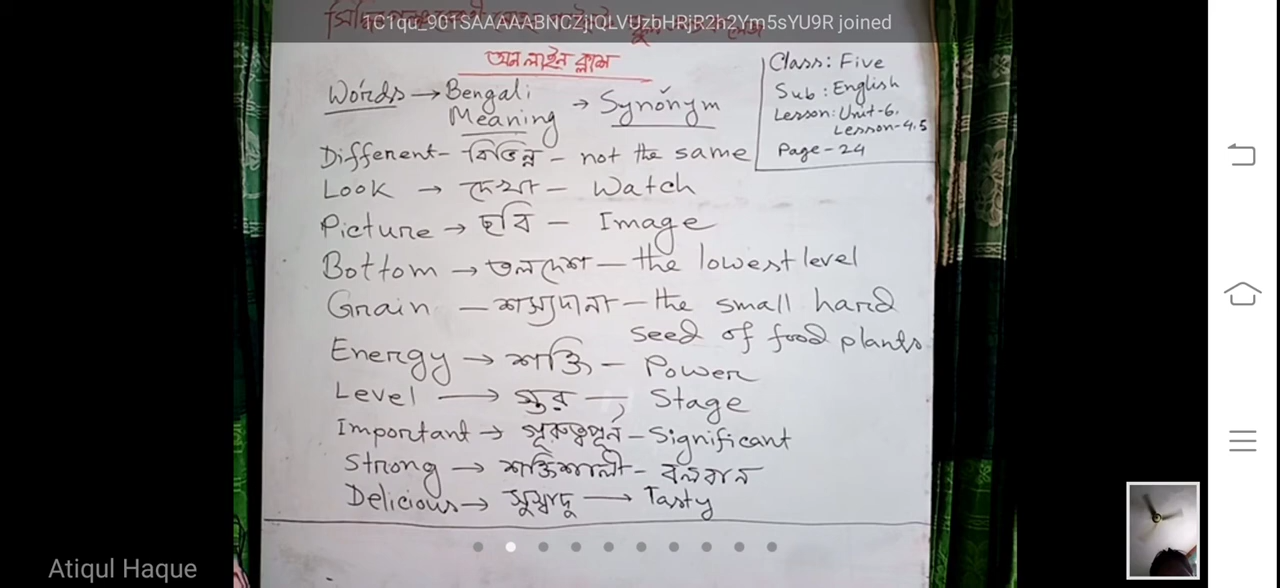 1C1qu_901SAAAAABNCZjIQLVUzbHRjR2h2Ym5sYU9R joined
অন লাইন ক্লাশ
Class: Five
Sub: English
Lesson: Unit-6,
Lesson-4,5
Page-24
Words → Bengali Meaning → Synonym
Different - বিভিন্ন - not the same
Look → দেখা - Watch
Picture → ছবি - Image
Bottom → তলদেশ - the lowest level
Grain - শস্যদানা - the small hard
seed of food plants
Energy → শক্তি - Power
Level → স্তর → Stage
Important → গূরুত্বপূর্ন - Significant
Strong → শক্তিশালী - বলবান
Delicious → সুস্বাদু → Tasty
Atiqul Haque